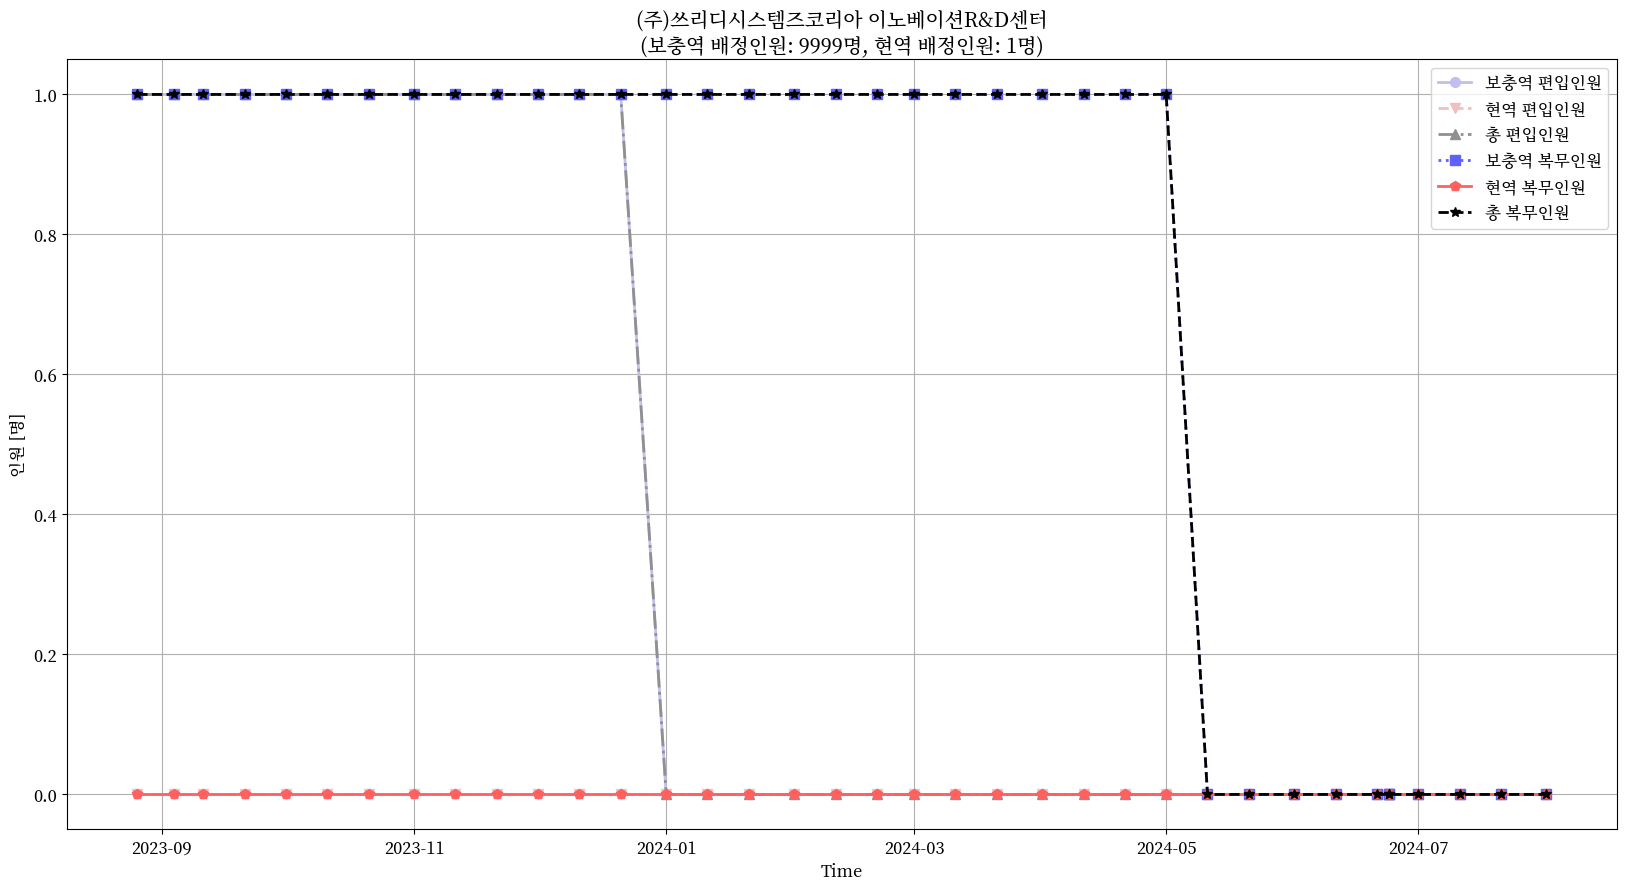 (주)쓰리디시스템즈코리아 이노베이션R&D센터
(보충역 배정인원: 9999명, 현역 배정인원: 1명)
보충역 편입인원
현역 편입인원
총 편입인원
보충역 복무인원
현역 복무인원
총 복무인원
인원 [명]
1.0
0.8
0.6
0.4
0.2
0.0
2023-09
2023-11
2024-01
2024-03
2024-05
2024-07
Time